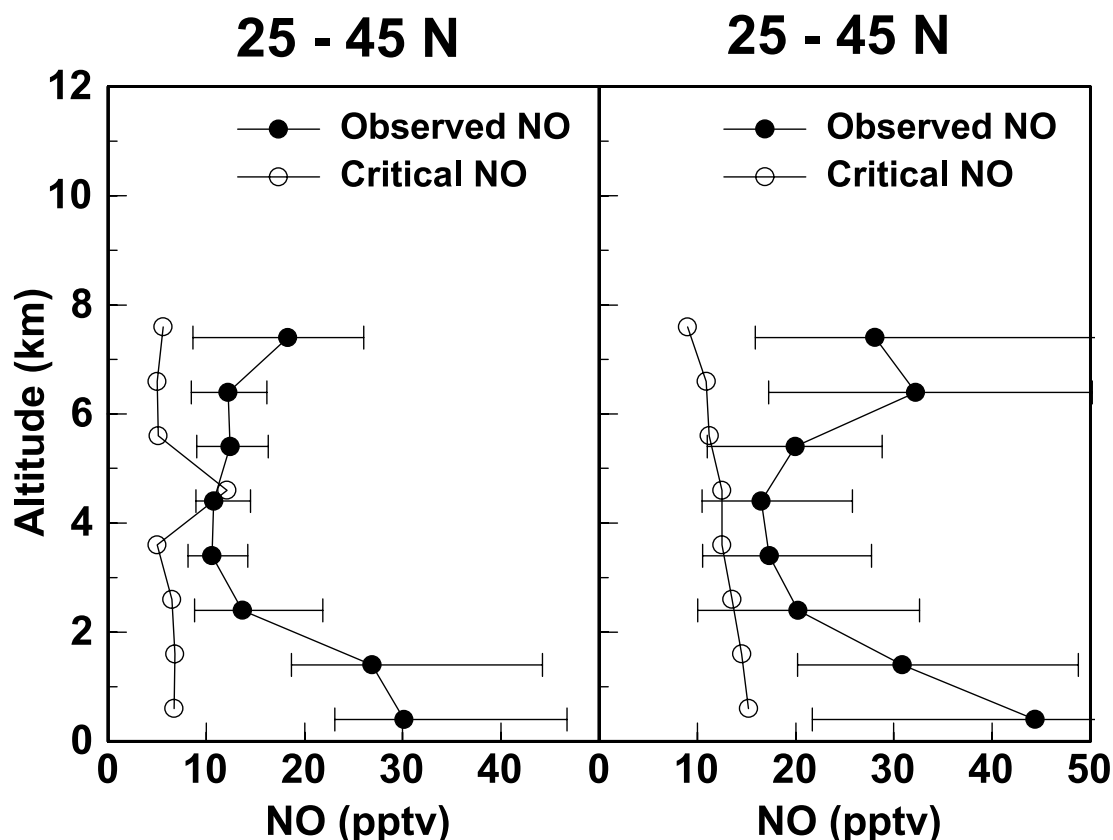 25 - 45 N
25 - 45 N
12
10
8
6
4
2
0
Altitude (km)
Observed NO
Critical NO
Observed NO
Critical NO
0 10 20 30 40 0 10 20 30 40 50
NO (pptv)
NO (pptv)